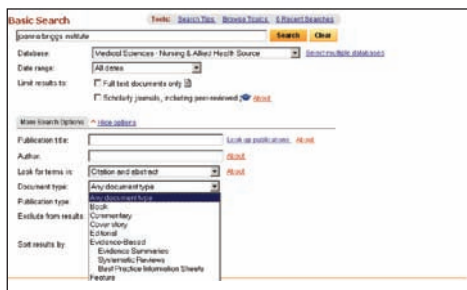 Basic Search
Tools: Search Tips Browse Topics 5 Recent Searches
joanna briggs institute
Search Clear
Database: Medical Sciences - Nursing & Allied Health Source Select multiple databases
Date range: All dates
Limit results to: Full text documents only
Scholarly journals, including peer-reviewed About
More Search Options Hide options
Publication title: Look up publications About
Author: About
Look for terms in: Citation and abstract About
Document type: Any document type
Publication type Any document type
Book
Exclude from results: Commentary
Cover story
Editorial
Sort results by: Evidence-Based
Evidence Summaries
Systematic Reviews
Best Practice Information Sheets
Feature